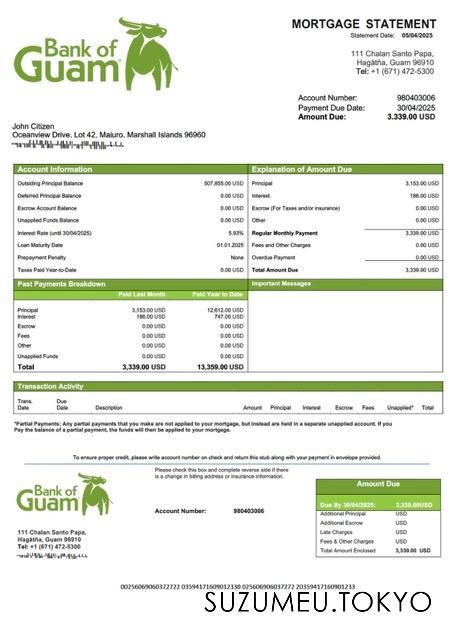 Bank of
Guam
MORTGAGE STATEMENT
Statement Date: 05/04/2025
111 Chalan Santo Papa,
Hagåtña, Guam 96910
Tel: +1 (671) 472-5300
Account Number: 980403006
Payment Due Date: 30/04/2025
Amount Due: 3.339.00 USD
John Citizen
Oceanview Drive, Lot 42, Majuro, Marshall Islands 96960
Account Information
Outsiding Principal Balance 507,855.00 USD
Deferred Principal Balance 0.00 USD
Escrow Account Balance 0.00 USD
Unapplied Funds Balance 0.00 USD
Interest Rate (until 30/04/2025) 5.93%
Loan Maturity Date 01.01.2025
Prepayment Penalty None
Taxes Paid Year-to-Date 0.00 USD
Explanation of Amount Due
Principal 3,153.00 USD
Interest 186.00 USD
Escrow (For Taxes and/or insurance) 0.00 USD
Other 0.00 USD
Regular Monthly Payment 3,339.00 USD
Fees and Other Charges 0.00 USD
Overdue Payment 0.00 USD
Total Amount Due 3,339.00 USD
Past Payments Breakdown
Paid Last Month Paid Year to Date
Principal 3,153.00 USD 12,612.00 USD
Interest 186.00 USD 747.00 USD
Escrow 0.00 USD 0.00 USD
Fees 0.00 USD 0.00 USD
Other 0.00 USD 0.00 USD
Unapplied Funds 0.00 USD 0.00 USD
Total 3,339.00 USD 13,359.00 USD
Important Messages
Transaction Activity
Trans. Date Due Date Description Amount Principal Interest Escrow Fees Unapplied* Total
*Partial Payments: Any partial payments that you make are not applied to your mortgage, but instead are held in a separate unapplied account. If you
Pay the balance of a partial payment, the funds will then be applied to your mortgage.
To ensure proper credit, please write account number on check and return this stub along with your payment in envelope provided.
Bank of
Guam
Please check this box and complete reverse side if there
is a change in billing address or insurance information.
Account Number: 980403006
111 Chalan Santo Papa,
Hagåtña, Guam 96910
Tel: +1 (671) 472-5300
Amount Due
Due By 30/04/2025: 3,339.00USD
Additional Principal USD
Additional Escrow USD
Late Charges USD
Fees & Other Charges USD
Total Amount Enclosed 3,339.00 USD
SUZUMEU.TOKYO